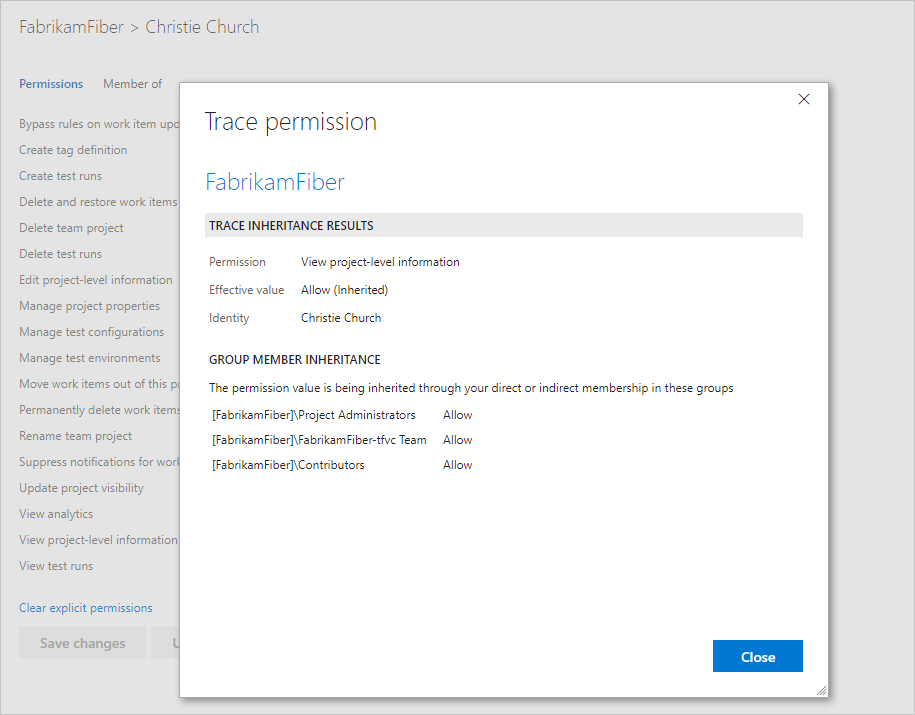 FabrikamFiber > Christie Church
Permissions Member of
Bypass rules on work item upd
Create tag definition
Create test runs
Delete and restore work items
Delete team project
Delete test runs
Edit project-level information
Manage project properties
Manage test configurations
Manage test environments
Move work items out of this p
Permanently delete work items
Rename team project
Suppress notifications for work
Update project visibility
View analytics
View project-level information
View test runs
Clear explicit permissions
Save changes U
Trace permission
FabrikamFiber
TRACE INHERITANCE RESULTS
Permission View project-level information
Effective value Allow (Inherited)
Identity Christie Church
GROUP MEMBER INHERITANCE
The permission value is being inherited through your direct or indirect membership in these groups
[FabrikamFiber]\Project Administrators Allow
[FabrikamFiber]\FabrikamFiber-tfvc Team Allow
[FabrikamFiber]\Contributors Allow
Close